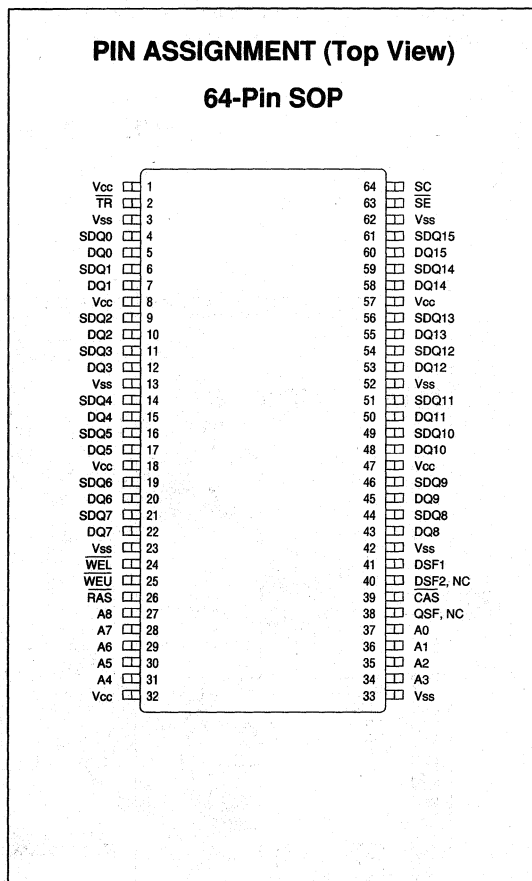 PIN ASSIGNMENT (Top View)
64-Pin SOP
Vcc 1 64 SC
T̅R̅ 2 63 S̅E̅
Vss 3 62 Vss
SDQ0 4 61 SDQ15
DQ0 5 60 DQ15
SDQ1 6 59 SDQ14
DQ1 7 58 DQ14
Vcc 8 57 Vcc
SDQ2 9 56 SDQ13
DQ2 10 55 DQ13
SDQ3 11 54 SDQ12
DQ3 12 53 DQ12
Vss 13 52 Vss
SDQ4 14 51 SDQ11
DQ4 15 50 DQ11
SDQ5 16 49 SDQ10
DQ5 17 48 DQ10
Vcc 18 47 Vcc
SDQ6 19 46 SDQ9
DQ6 20 45 DQ9
SDQ7 21 44 SDQ8
DQ7 22 43 DQ8
Vss 23 42 Vss
W̅E̅L̅ 24 41 DSF1
W̅E̅U̅ 25 40 DSF2, NC
R̅A̅S̅ 26 39 C̅A̅S̅
A8 27 38 QSF, NC
A7 28 37 A0
A6 29 36 A1
A5 30 35 A2
A4 31 34 A3
Vcc 32 33 Vss